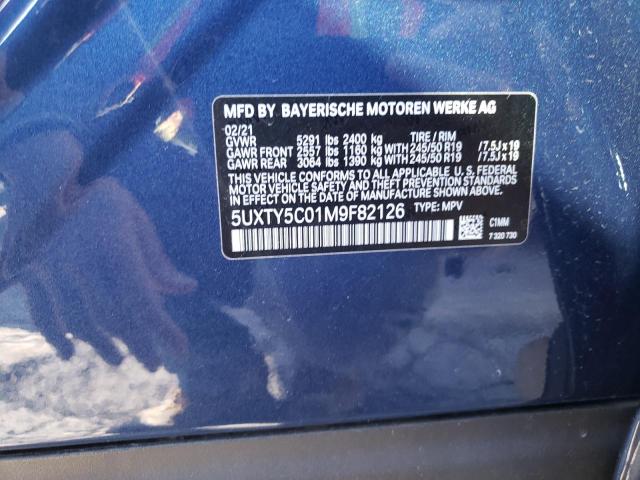 MFD BY BAYERISCHE MOTOREN WERKE AG
02/21
GVWR 5291 lbs 2400 kg TIRE / RIM
GAWR FRONT 2557 lbs 1160 kg WITH 245/50 R19 / 7.5J x 19
GAWR REAR 3064 lbs 1390 kg WITH 245/50 R19 / 7.5J x 19
THIS VEHICLE CONFORMS TO ALL APPLICABLE U. S. FEDERAL
MOTOR VEHICLE SAFETY, BUMPER, AND THEFT PREVENTION STANDARDS
IN EFFECT ON THE DATE OF MANUFACTURE SHOWN ABOVE.
5UXTY5C01M9F82126 TYPE: MPV
C1MM
7 320 730